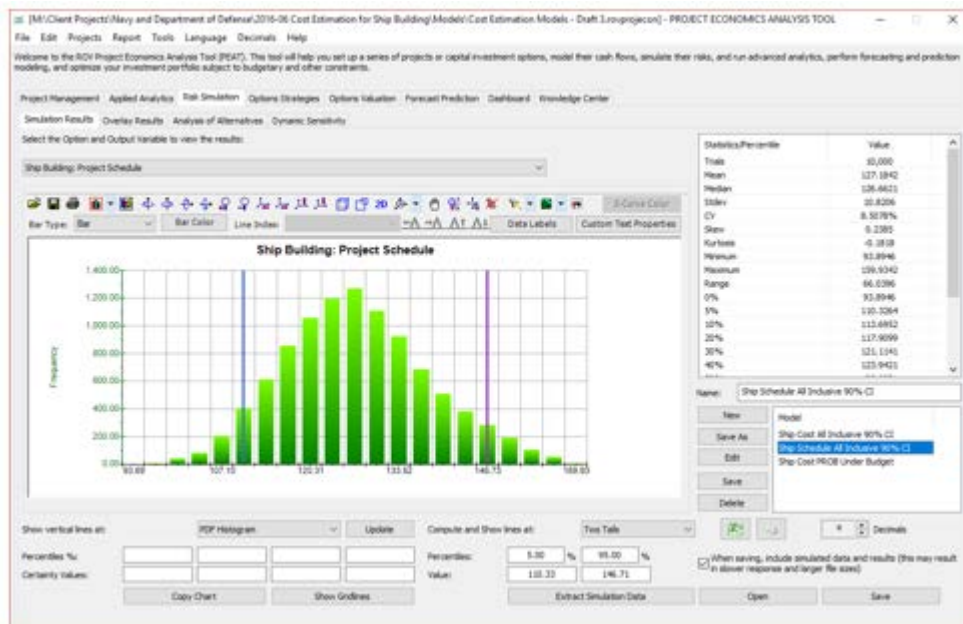 [M:\Client Projects\Navy and Department of Defense\2016-06 Cost Estimation for Ship Building\Models\Cost Estimation Models - Draft 3.rovprojecon] - PROJECT ECONOMICS ANALYSIS TOOL
File Edit Projects Report Tools Language Decimals Help
Welcome to the ROV Project Economics Analysis Tool (PEAT). This tool will help you set up a series of projects or capital investment options, model their cash flows, simulate their risks, and run advanced analytics, perform forecasting and prediction
modeling, and optimize your investment portfolio subject to budgetary and other constraints.
Project Management Applied Analytics Risk Simulation Options Strategies Options Valuation Forecast Prediction Dashboard Knowledge Center
Simulation Results Overlay Results Analysis of Alternatives Dynamic Sensitivity
Select the Option and Output Variable to view the results:
Ship Building: Project Schedule
2D S-Curve Color
Bar Type: Bar Bar Color Line Index: Data Labels Custom Text Properties
Ship Building: Project Schedule
Frequency
1,400.00
1,200.00
1,000.00
800.00
600.00
400.00
200.00
0.00
93.89 107.10 120.31 133.52 146.73
Statistics/Percentile Value
Trials 10,000
Mean 127.1842
Median 126.6621
Stdev 10.8206
CV 8.5078%
Skew 0.2385
Kurtosis -0.1818
Minimum 93.8946
Maximum 159.9342
Range 66.0396
0% 93.8946
5% 110.3264
10% 113.6952
20% 117.9099
30% 121.1141
40% 123.9421
Name: Ship Schedule All Inclusive 90% CI
New
Save As
Edit
Save
Delete
Model
Ship Cost All Inclusive 90% CI
Ship Schedule All Inclusive 90% CI
Ship Cost PROB Under Budget
4 Decimals
Show vertical lines at: PDF Histogram Update Compute and Show lines at: Two Tails
Percentiles %: Percentiles: 5.00 % 95.00 %
Certainty Values: Value: 110.33 146.71
When saving, include simulated data and results (this may result
in slower response and larger file sizes)
Copy Chart Show Gridlines Extract Simulation Data Open Save